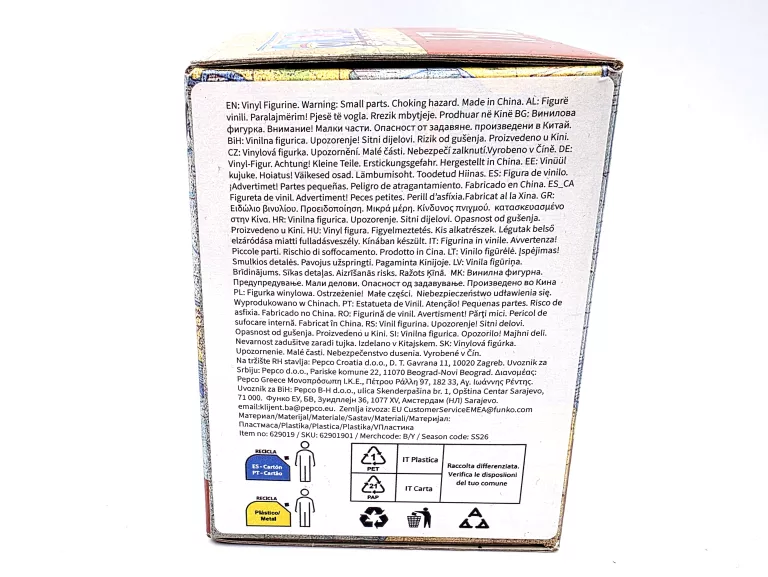 EN: Vinyl Figurine. Warning: Small parts. Choking hazard. Made in China. AL: Figurë
vinili. Paralajmërim! Pjesë të vogla. Rrezik mbytjeje. Prodhuar në Kinë BG: Винилова
фигурка. Внимание! Малки части. Опасност от задавяне. произведени в Китай.
BiH: Vinilna figurica. Upozorenje! Sitni dijelovi. Rizik od gušenja. Proizvedeno u Kini.
CZ: Vinylová figurka. Upozornění. Malé části. Nebezpečí zalknutí.Vyrobeno v Číně. DE:
Vinyl-Figur. Achtung! Kleine Teile. Erstickungsgefahr. Hergestellt in China. EE: Vinüül
kujuke. Hoiatus! Väikesed osad. Lämbumisoht. Toodetud Hiinas. ES: Figura de vinilo.
¡Advertimet! Partes pequeñas. Peligro de atragantamiento. Fabricado en China. ES_CA
Figureta de vinil. Advertiment! Peces petites. Perill d'asfíxia.Fabricat al la Xina. GR:
Ειδώλιο βινυλίου. Προειδοποίηση. Μικρά μέρη. Κίνδυνος πνιγμού. κατασκευασμένο
στην Κίνα. HR: Vinilna figurica. Upozorenje. Sitni dijelovi. Opasnost od gušenja.
Proizvedeno u Kini. HU: Vinyl figura. Figyelmeztetés. Kis alkatrészek. Légutak belső
elzáródása miatti fulladásveszély. Kínában készült. IT: Figurina in vinile. Avvertenza!
Piccole parti. Rischio di soffocamento. Prodotto in Cina. LT: Vinilo figūrėlė. Įspėjimas!
Smulkios detalės. Pavojus užspringti. Pagaminta Kinijoje. LV: Vinila figūriņa.
Brīdinājums. Sīkas detaļas. Aizrīšanās risks. Ražots Ķīnā. MK: Винилна фигурна.
Предупредување. Мали делови. Опасност од задавување. Произведено во Кина
PL: Figurka winylowa. Ostrzeżenie! Małe części. Niebezpieczeństwo udławienia się.
Wyprodukowano w Chinach. PT: Estatueta de Vinil. Atenção! Pequenas partes. Risco de
asfixia. Fabricado no China. RO: Figurină de vinil. Avertisment! Părți mici. Pericol de
sufocare internă. Fabricat în China. RS: Vinil figurina. Upozorenje! Sitni delovi.
Opasnost od gušenja. Proizvedeno u Kini. SI: Vinilna figurica. Opozorilo! Majhni deli.
Nevarnost zadušitve zaradi tujka. Izdelano v Kitajskem. SK: Vinylová figúrka.
Upozornenie. Malé časti. Nebezpečenstvo dusenia. Vyrobené v Čín.
Na tržište RH stavlja: Pepco Croatia d.o.o., D. T. Gavrana 11, 10020 Zagreb. Uvoznik za
Srbiju: Pepco d.o.o., Pariske komune 22, 11070 Beograd-Novi Beograd. Διανομέας:
Pepco Greece Μονοπρόσωπη Ι.Κ.Ε., Πέτρου Ράλλη 97, 182 33, Αγ. Ιωάννης Ρέντης.
Uvoznik za BiH: Pepco B-H d.o.o., ulica Skenderpašina br. 1, Opština Centar Sarajevo,
71 000. Функо ЕУ, БВ, Зуидплејн 36, 1077 XV, Амстердам (НЛ) Sarajevo.
email:klijent.ba@pepco.eu. Zemlja izvoza: EU CustomerServiceEMEA@funko.com
Материал/Materijal/Materiale/Sastav/Materiali/Материјал:
Пластмаса/Plastika/Plastica/Plastika/VПластика
Item no: 629019 / SKU: 62901901 / Merchcode: B/Y / Season code: SS26
RECICLA
ES - Cartón
PT - Cartão
RECICLA
Plástico/
Metal
1
PET
IT Plastica
21
PAP
IT Carta
Raccolta differenziata.
Verifica le disposizioni
del tuo comune